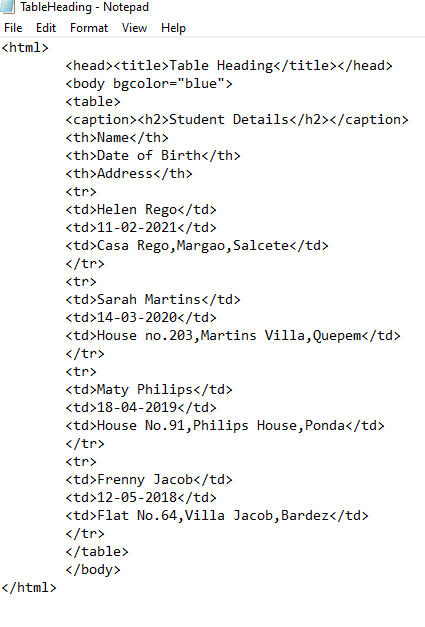 TableHeading - Notepad
File Edit Format View Help
<html>
<head><title>Table Heading</title></head>
<body bgcolor="blue">
<table>
<caption><h2>Student Details</h2></caption>
<th>Name</th>
<th>Date of Birth</th>
<th>Address</th>
<tr>
<td>Helen Rego</td>
<td>11-02-2021</td>
<td>Casa Rego,Margao,Salcete</td>
</tr>
<tr>
<td>Sarah Martins</td>
<td>14-03-2020</td>
<td>House no.203,Martins Villa,Quepem</td>
</tr>
<tr>
<td>Maty Philips</td>
<td>18-04-2019</td>
<td>House No.91,Philips House,Ponda</td>
</tr>
<tr>
<td>Frenny Jacob</td>
<td>12-05-2018</td>
<td>Flat No.64,Villa Jacob,Bardez</td>
</tr>
</table>
</body>
</html>